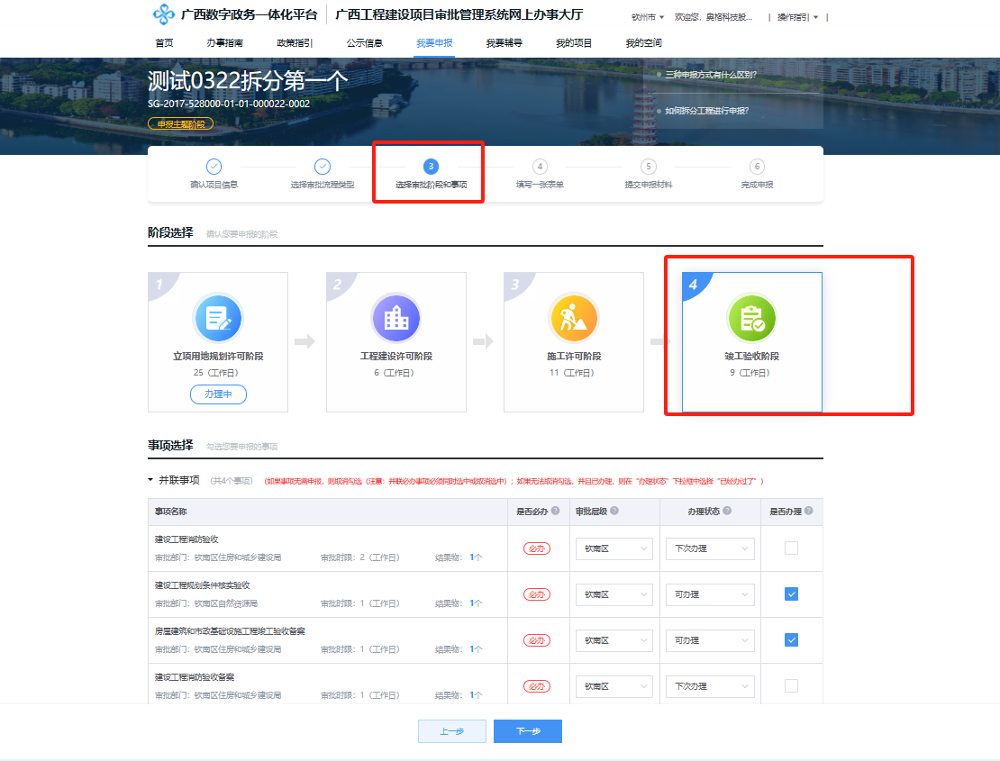 广西数字政务一体化平台 广西工程建设项目审批管理系统网上办事大厅 钦州市 欢迎您, 奥格科技股... | 操作指引 |
首页 办事指南 政策指引 公示信息 我要申报 我要辅导 我的项目 我的空间
测试0322拆分第一个
三种申报方式有什么区别?
SG-2017-528000-01-01-000022-0002
如何拆分工程进行申报?
申报主题阶段
3 4 5 6
确认项目信息 选择审批流程类型 选择审批阶段和事项 填写一张表单 提交申报材料 完成申报
阶段选择 确认您要申报的阶段
1 2 3 4
立项用地规划许可阶段 工程建设许可阶段 施工许可阶段 竣工验收阶段
25（工作日） 6（工作日） 11（工作日） 9（工作日）
办理中
事项选择 勾选您要申报的事项
并联事项 （共4个事项） （如果事项无需申报，则取消勾选（注意：并联必办事项必须同时选中或取消选中）；如果无法取消勾选，并且已办理，则在“办理状态”下拉框中选择“已经办过了”）
事项名称 是否必办 ? 审批层级 ? 办理状态 ? 是否办理 ?
建设工程消防验收
审批部门：钦南区住房和城乡建设局 审批时限：2（工作日） 结果物：1个 必办 钦南区 下次办理
建设工程规划条件核实验收
审批部门：钦南区自然资源局 审批时限：1（工作日） 结果物：1个 必办 钦南区 可办理
房屋建筑和市政基础设施工程竣工验收备案
审批部门：钦南区住房和城乡建设局 审批时限：1（工作日） 结果物：1个 必办 钦南区 可办理
建设工程消防验收备案
审批部门：钦南区住房和城乡建设局 审批时限：1（工作日） 结果物：1个 必办 钦南区 下次办理
上一步 下一步